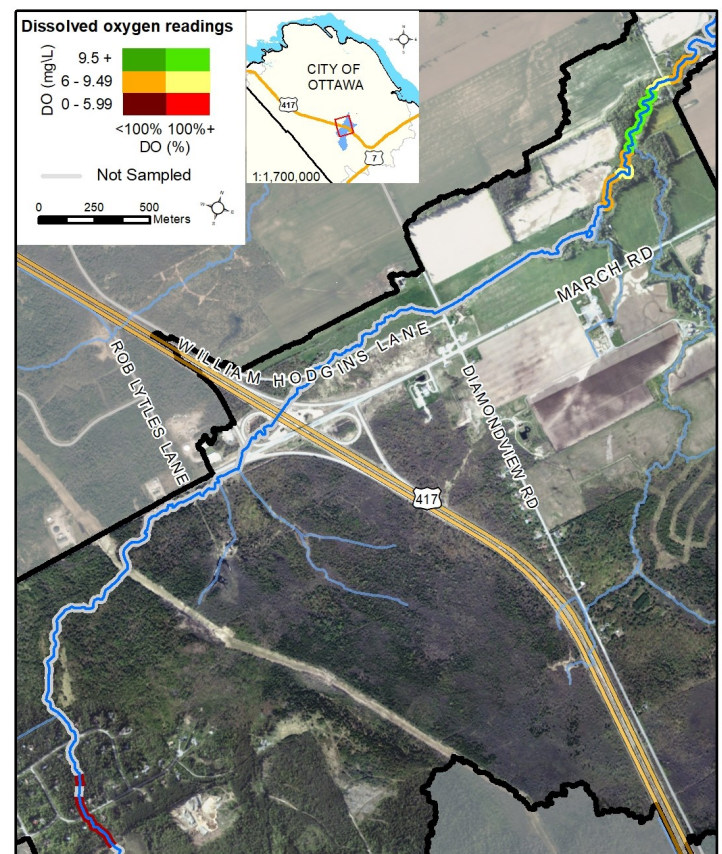 Dissolved oxygen readings
DO (mg\L)
9.5 +
6 - 9.49
0 - 5.99
<100% 100%+
DO (%)
Not Sampled
0 250 500
Meters
CITY OF
OTTAWA
417
7
1:1,700,000
MARCH RD
WILLIAM HODGINS LANE
ROB LYTLES LANE
DIAMONDVIEW RD
417